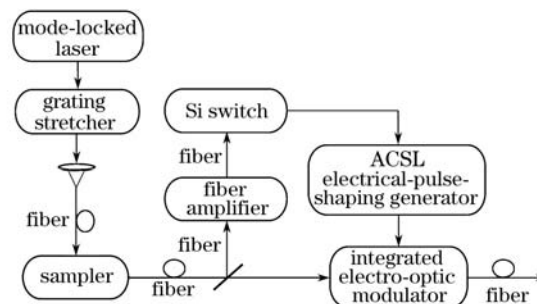 mode-locked
laser
grating
stretcher
fiber
sampler
fiber
fiber
fiber
amplifier
fiber
Si switch
ACSL
electrical-pulse-
shaping generator
integrated
electro-optic
modulator
fiber